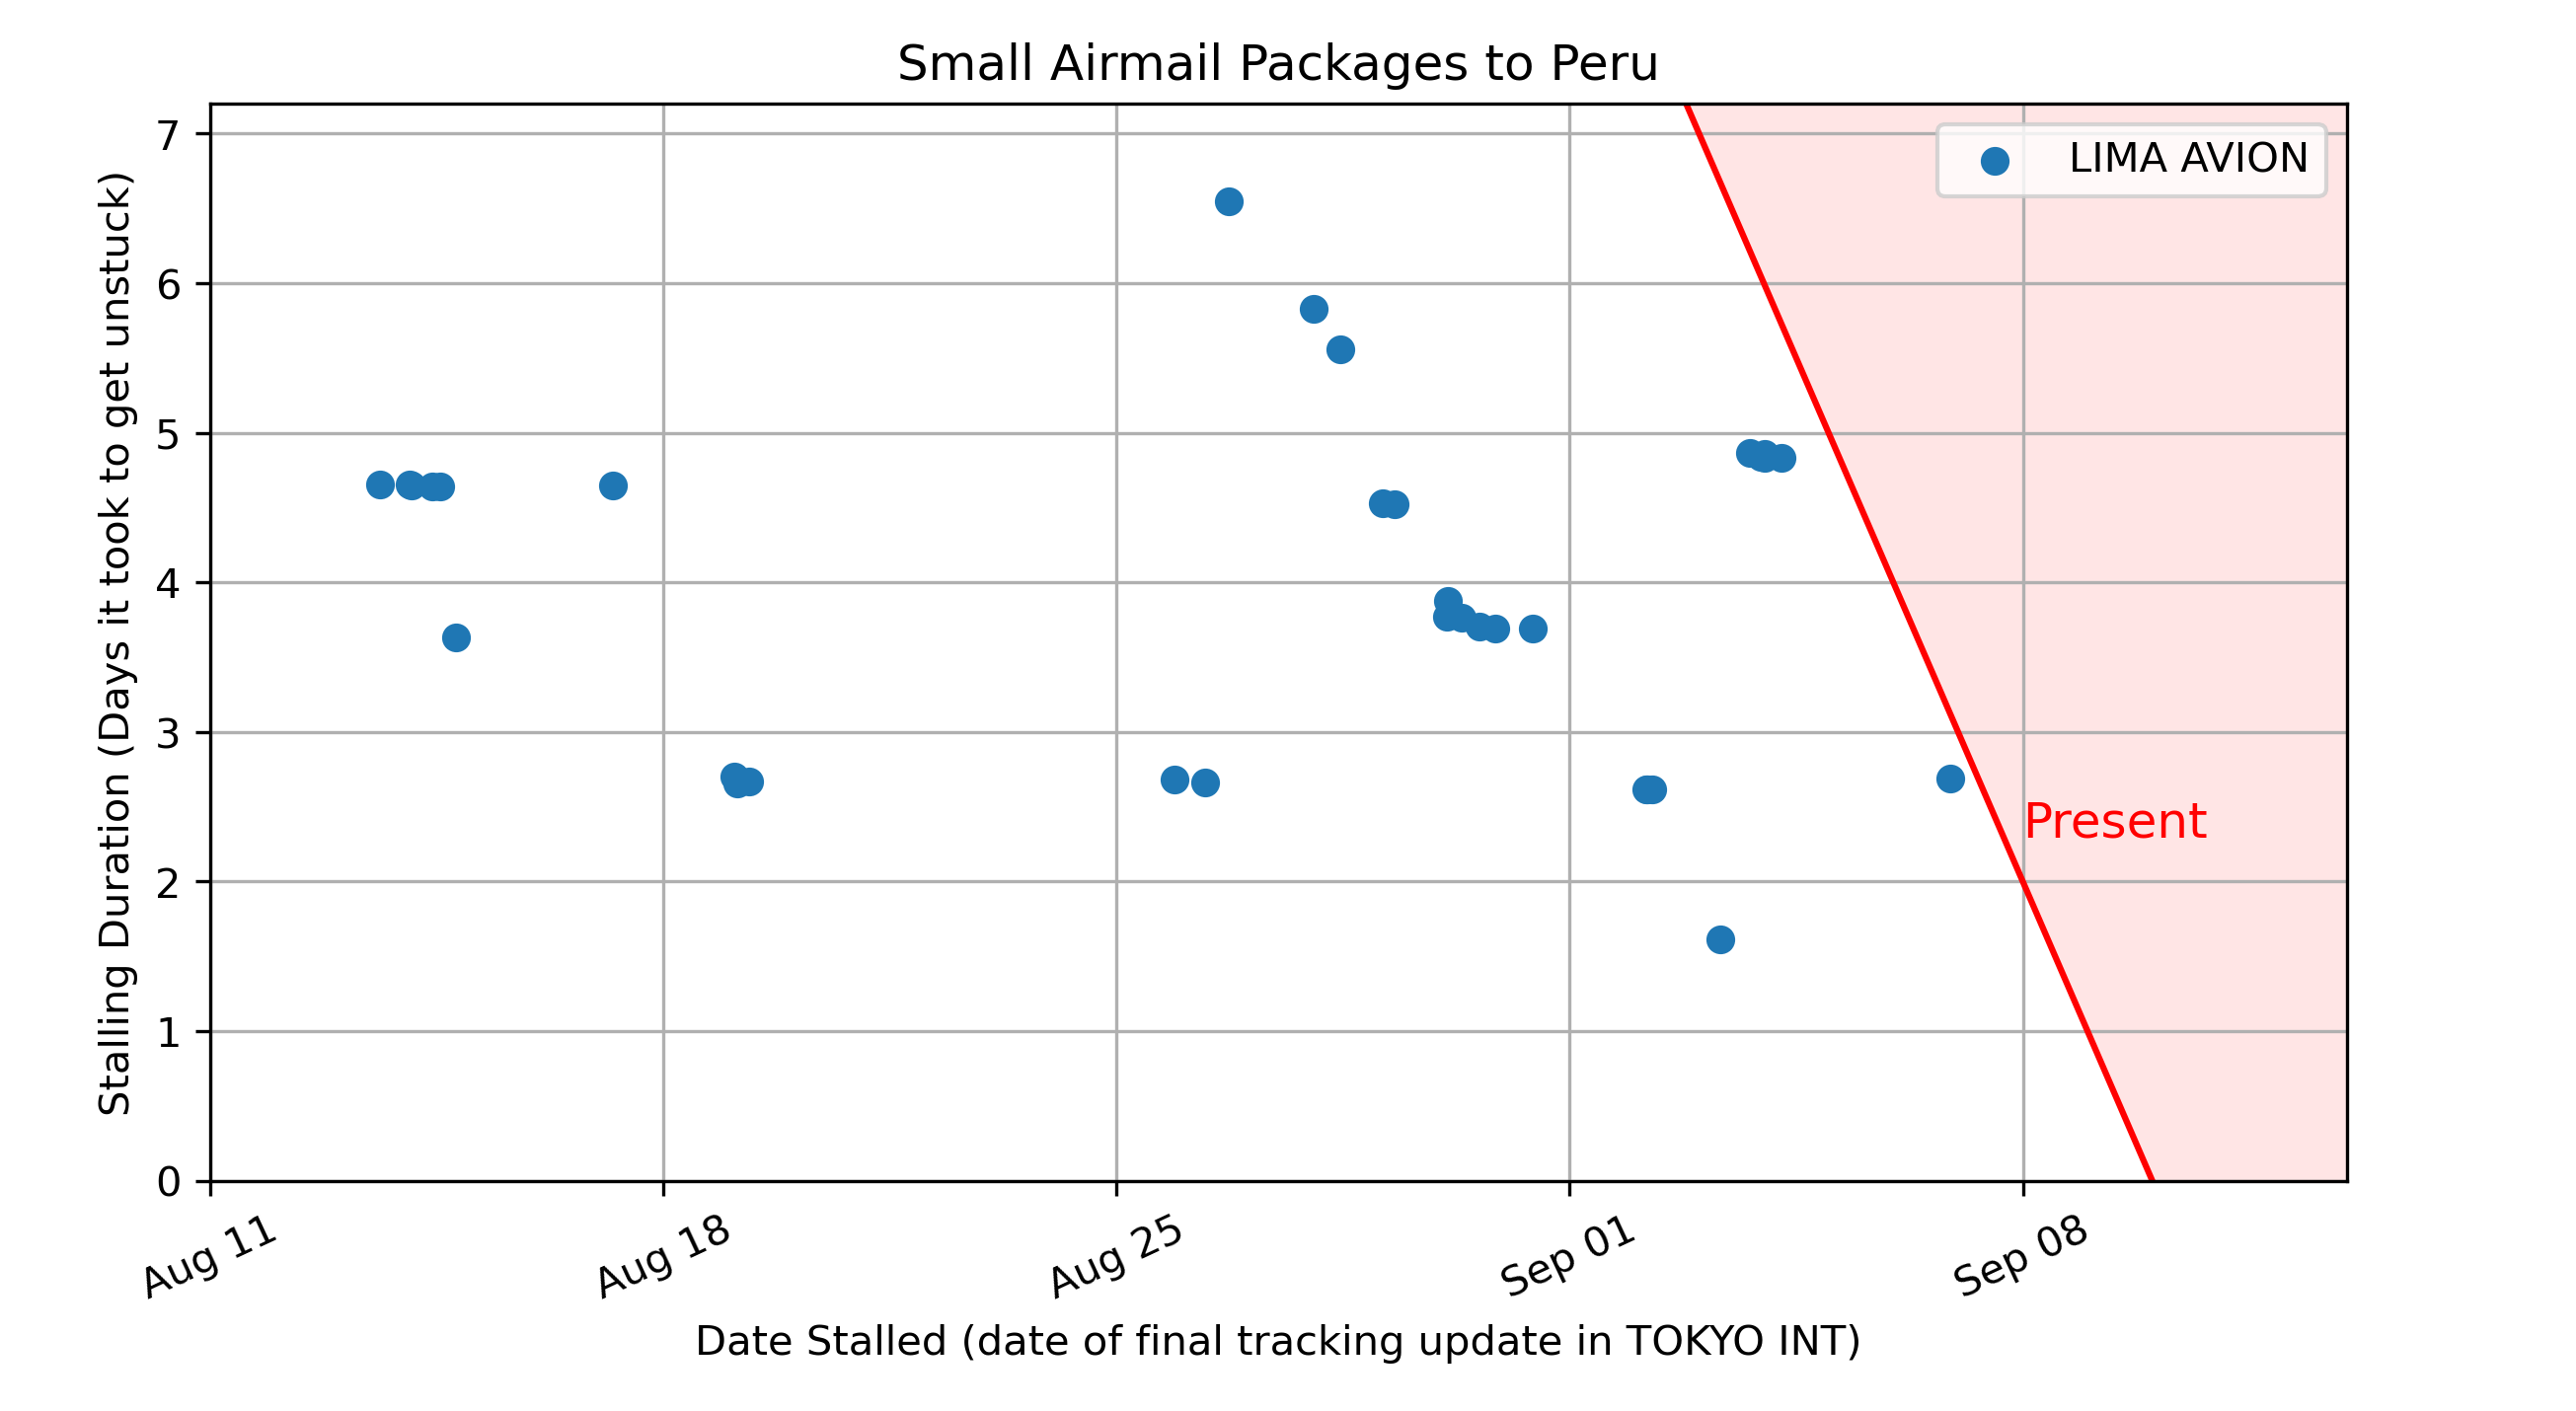 Small Airmail Packages to Peru
LIMA AVION
Stalling Duration (Days it took to get unstuck)
7
6
5
4
3
2
1
0
Present
Aug 11
Aug 18
Aug 25
Sep 01
Sep 08
Date Stalled (date of final tracking update in TOKYO INT)